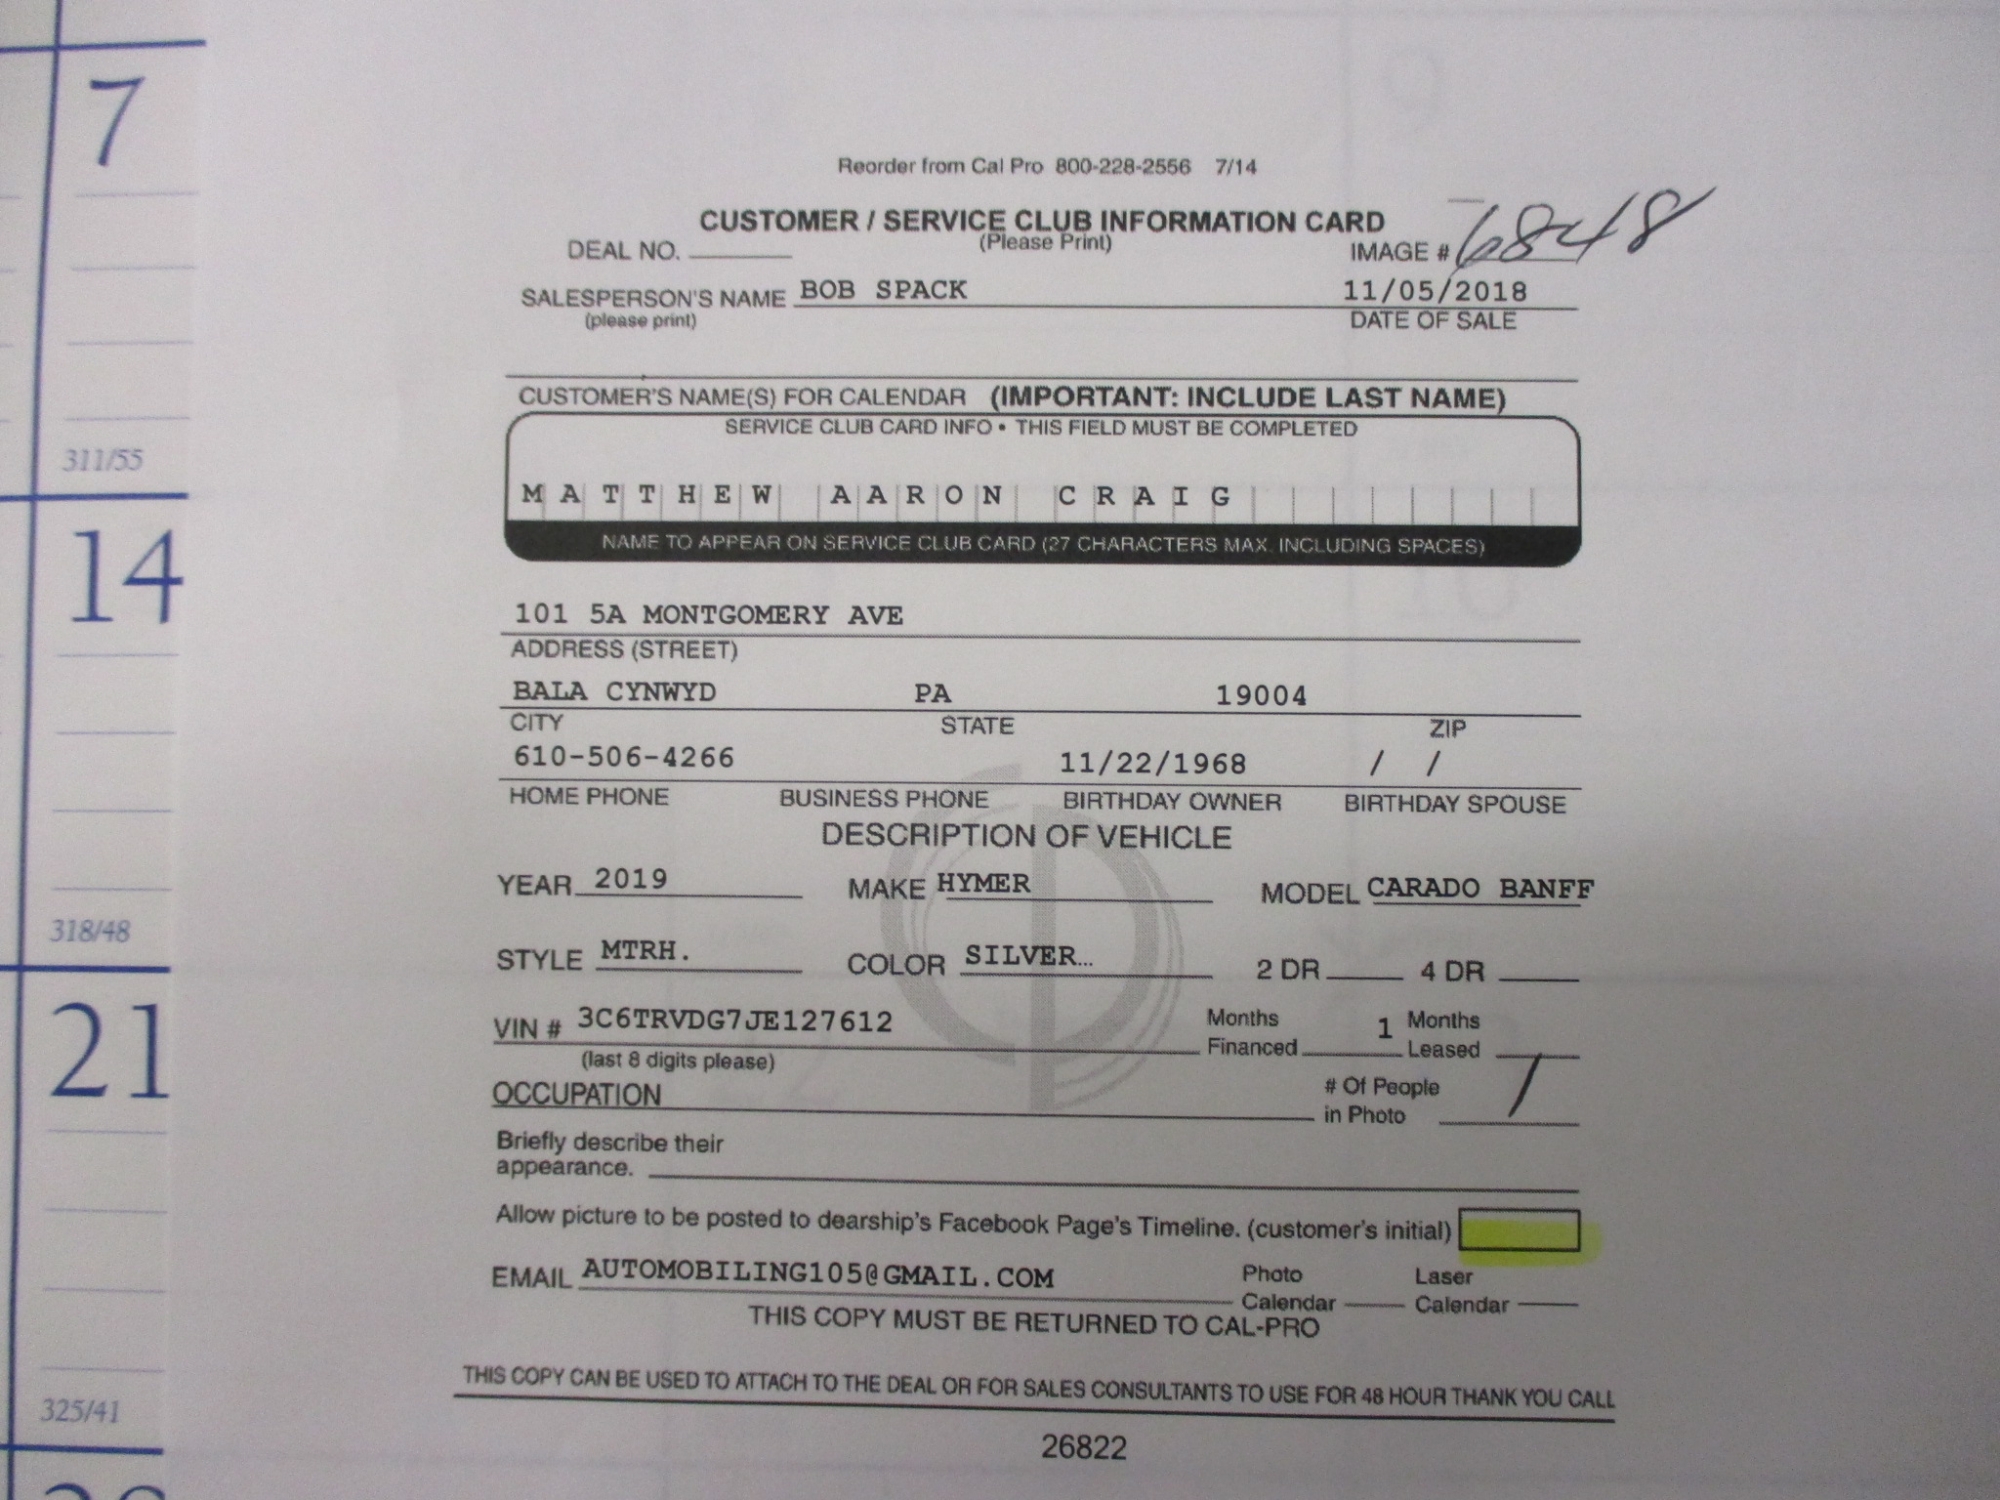 7
311/55
14
318/48
21
325/41
Reorder from Cal Pro 800-228-2556 7/14
CUSTOMER / SERVICE CLUB INFORMATION CARD
(Please Print)
DEAL NO. IMAGE # 6848
SALESPERSON'S NAME BOB SPACK 11/05/2018
(please print) DATE OF SALE
CUSTOMER'S NAME(S) FOR CALENDAR (IMPORTANT: INCLUDE LAST NAME)
SERVICE CLUB CARD INFO • THIS FIELD MUST BE COMPLETED
MATTHEW AARON CRAIG
NAME TO APPEAR ON SERVICE CLUB CARD (27 CHARACTERS MAX. INCLUDING SPACES)
101 5A MONTGOMERY AVE
ADDRESS (STREET)
BALA CYNWYD PA 19004
CITY STATE ZIP
610-506-4266 11/22/1968 / /
HOME PHONE BUSINESS PHONE BIRTHDAY OWNER BIRTHDAY SPOUSE
DESCRIPTION OF VEHICLE
YEAR 2019 MAKE HYMER MODEL CARADO BANFF
STYLE MTRH. COLOR SILVER... 2 DR 4 DR
VIN # 3C6TRVDG7JE127612 Months Financed 1 Months Leased
(last 8 digits please)
OCCUPATION # Of People in Photo 1
Briefly describe their
appearance.
Allow picture to be posted to dearship's Facebook Page's Timeline. (customer's initial)
EMAIL AUTOMOBILING105@GMAIL.COM Photo Calendar Laser Calendar
THIS COPY MUST BE RETURNED TO CAL-PRO
THIS COPY CAN BE USED TO ATTACH TO THE DEAL OR FOR SALES CONSULTANTS TO USE FOR 48 HOUR THANK YOU CALL
26822